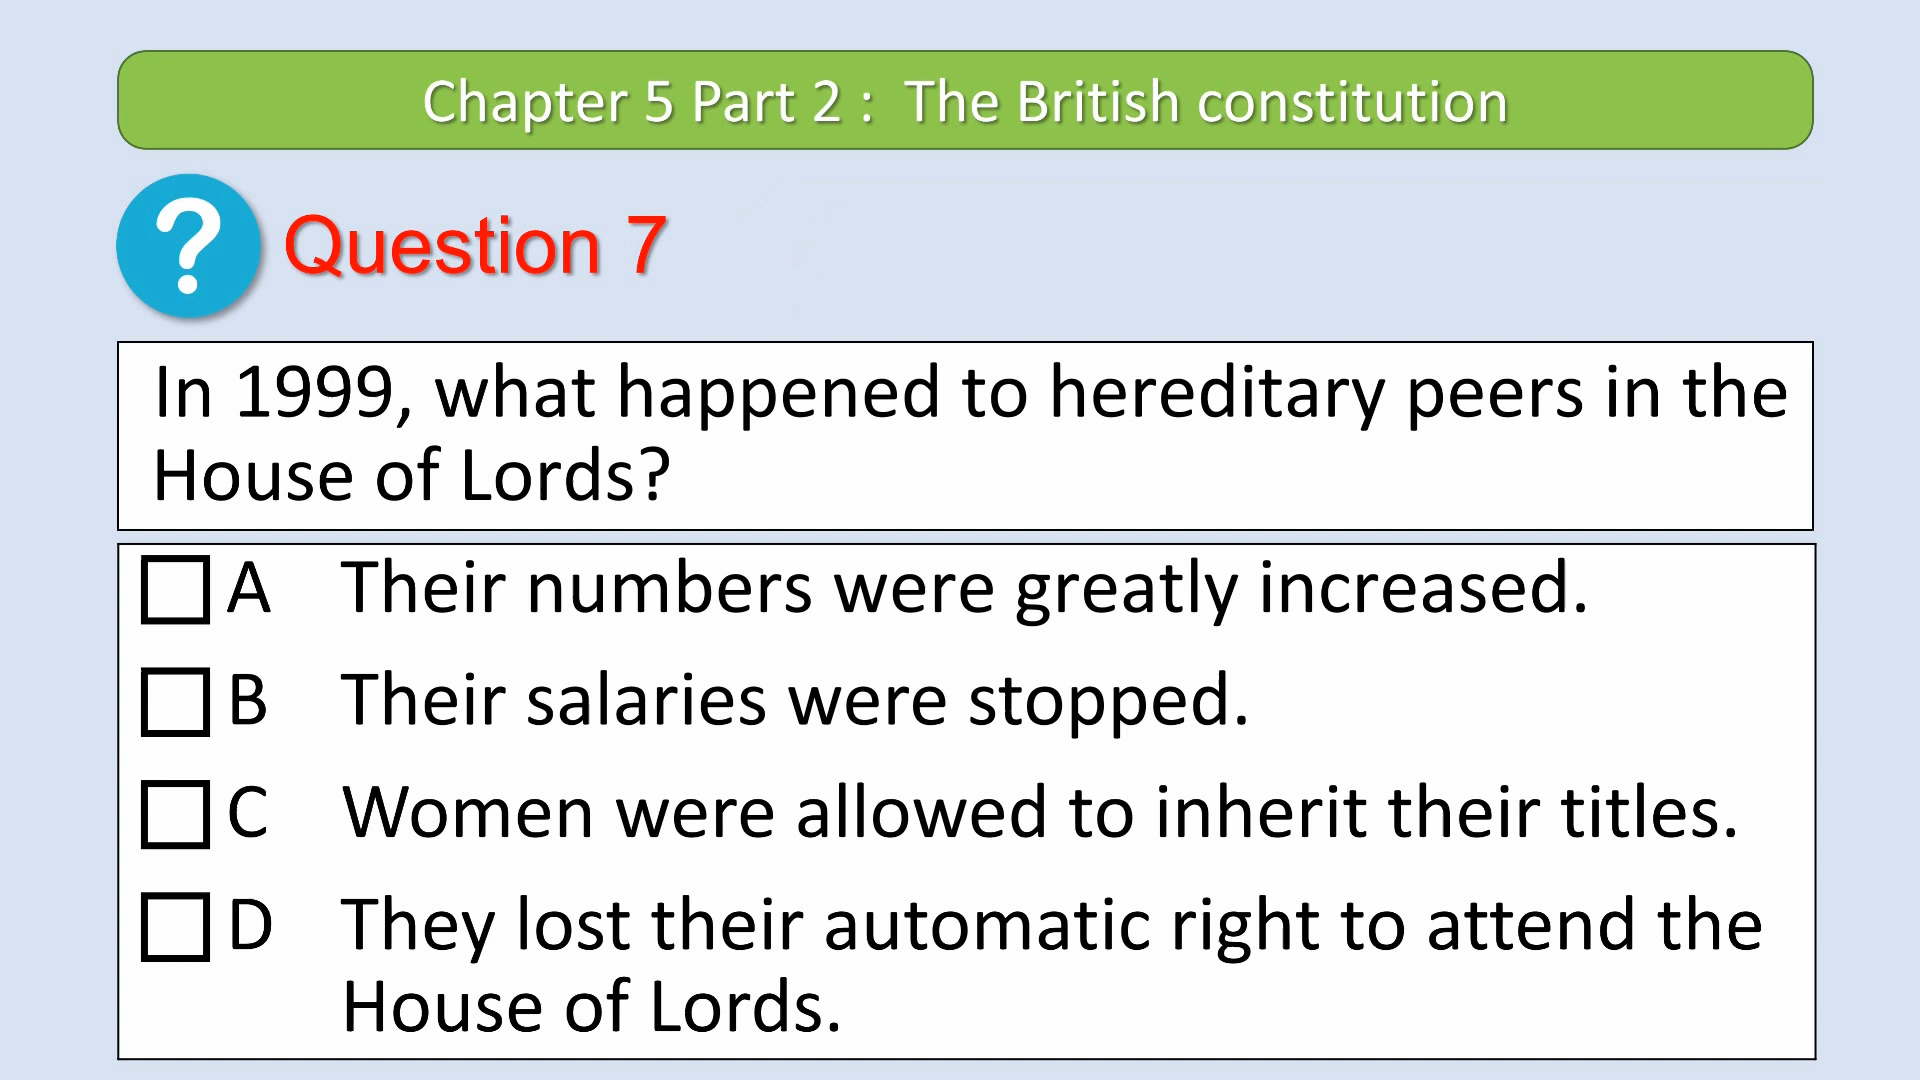 Chapter 5 Part 2 : The British constitution
?
Question 7
In 1999, what happened to hereditary peers in the
House of Lords?
A Their numbers were greatly increased.
B Their salaries were stopped.
C Women were allowed to inherit their titles.
D They lost their automatic right to attend the
House of Lords.